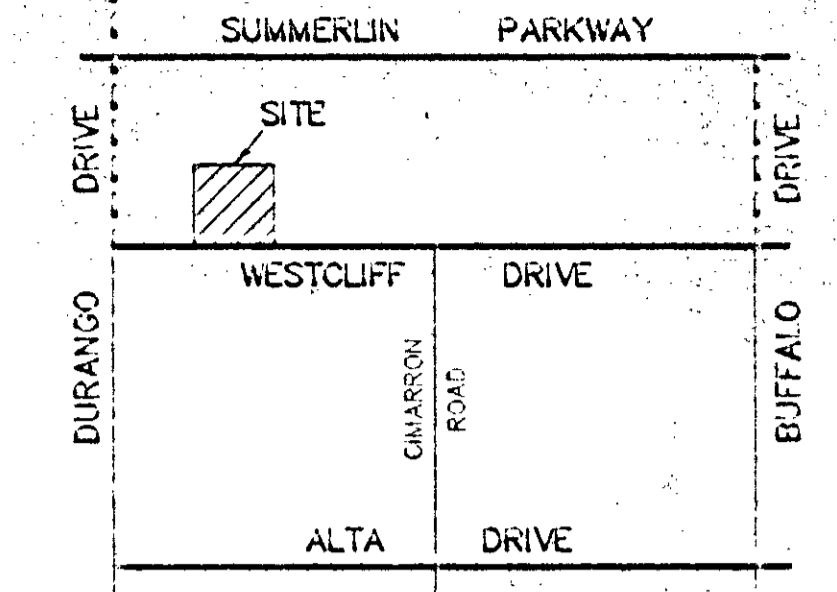 SUMMERLIN PARKWAY
SITE
DRIVE
DRIVE
WESTCLIFF DRIVE
DURANGO
BUFFALO
CIMARRON
ROAD
ALTA DRIVE